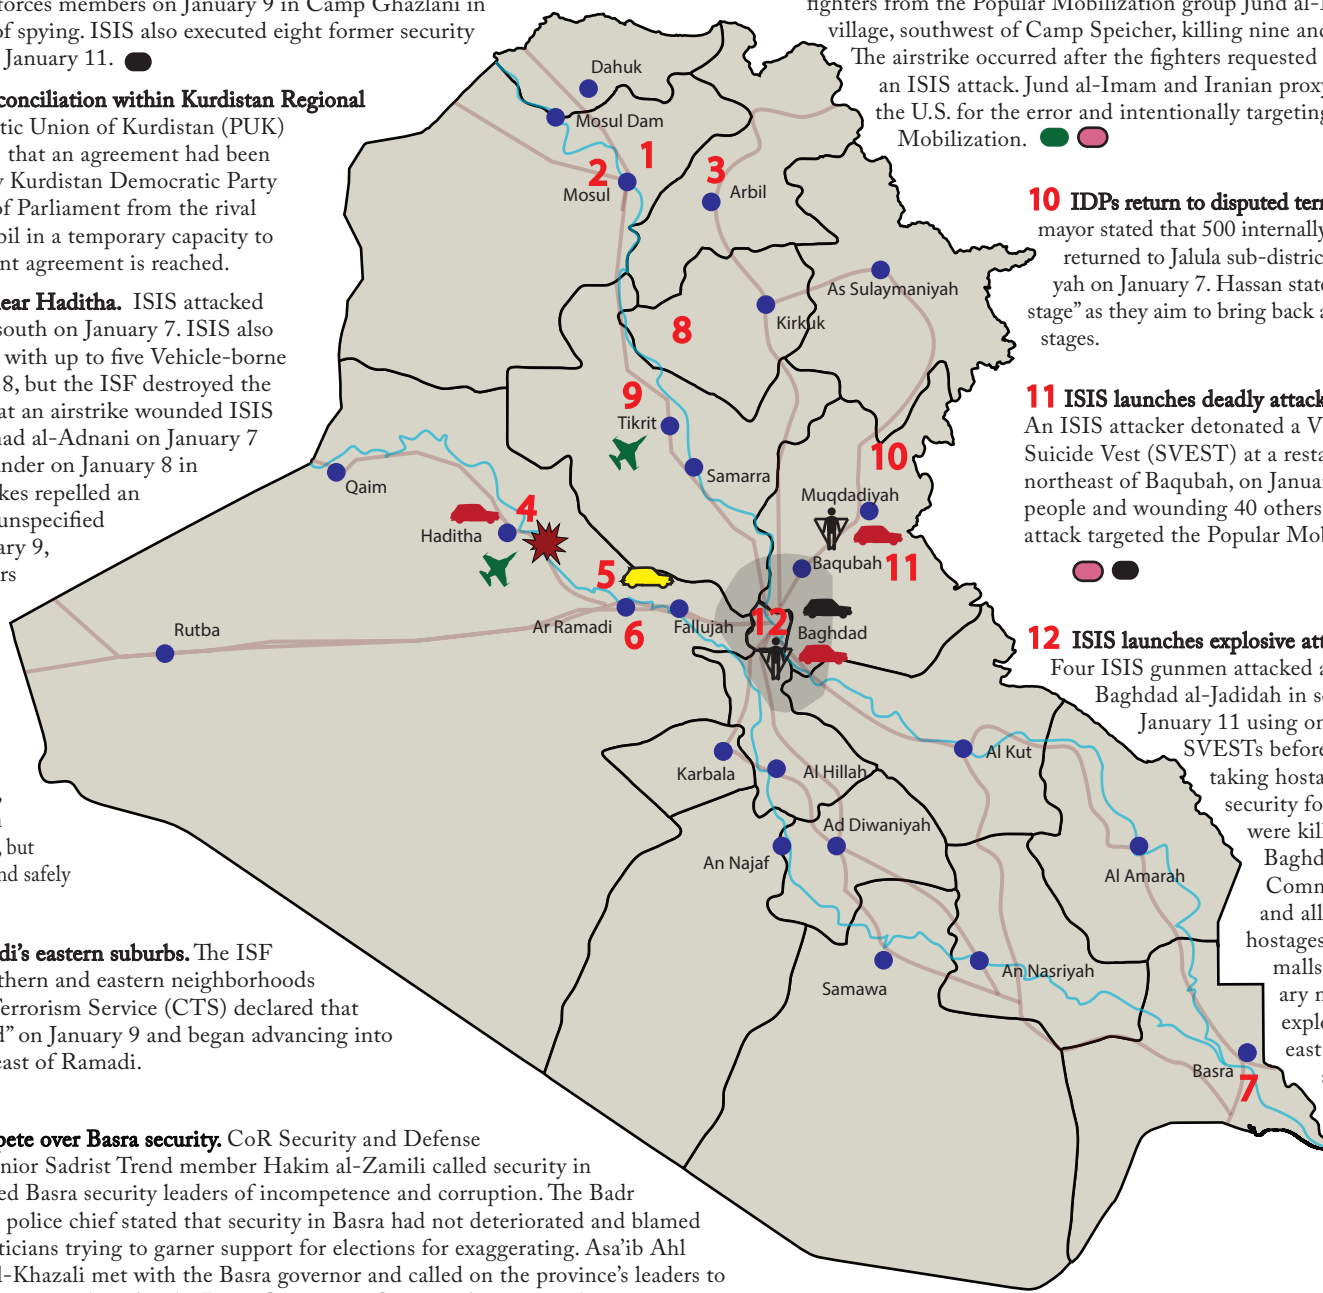 forces members on January 9 in Camp Ghazlani in
of spying. ISIS also executed eight former security
January 11.
conciliation within Kurdistan Regional
tic Union of Kurdistan (PUK)
that an agreement had been
y Kurdistan Democratic Party
of Parliament from the rival
bil in a temporary capacity to
nt agreement is reached.
near Haditha. ISIS attacked
south on January 7. ISIS also
with up to five Vehicle-borne
8, but the ISF destroyed the
at an airstrike wounded ISIS
mad al-Adnani on January 7
ander on January 8 in
kes repelled an
unspecified
ary 9,
rs
, but
nd safely
di’s eastern suburbs. The ISF
thern and eastern neighborhoods
Terrorism Service (CTS) declared that
d” on January 9 and began advancing into
east of Ramadi.
pete over Basra security. CoR Security and Defense
nior Sadrist Trend member Hakim al-Zamili called security in
ed Basra security leaders of incompetence and corruption. The Badr
police chief stated that security in Basra had not deteriorated and blamed
ticians trying to garner support for elections for exaggerating. Asa’ib Ahl
l-Khazali met with the Basra governor and called on the province’s leaders to
Dahuk
Mosul Dam
1
2
Mosul
3
Arbil
As Sulaymaniyah
Kirkuk
8
9
Tikrit
Samarra
10
Muqdadiyah
Qaim
4
Haditha
Baqubah
11
5
Ar Ramadi
6
Fallujah
12
Baghdad
Rutba
Karbala
Al Hillah
Al Kut
Ad Diwaniyah
An Najaf
Al Amarah
Samawa
An Nasriyah
Basra
7
fighters from the Popular Mobilization group Jund al-I
village, southwest of Camp Speicher, killing nine and
The airstrike occurred after the fighters requested
an ISIS attack. Jund al-Imam and Iranian proxy
the U.S. for the error and intentionally targeting
Mobilization.
10 IDPs return to disputed terr
mayor stated that 500 internally
returned to Jalula sub-distric
yah on January 7. Hassan state
stage” as they aim to bring back a
stages.
11 ISIS launches deadly attack
An ISIS attacker detonated a V
Suicide Vest (SVEST) at a resta
northeast of Baqubah, on Januar
people and wounding 40 others
attack targeted the Popular Mob
12 ISIS launches explosive att
Four ISIS gunmen attacked a
Baghdad al-Jadidah in s
January 11 using on
SVESTs before
taking hosta
security fo
were kill
Baghd
Comm
and all
hostages
malls
ary n
explo
east